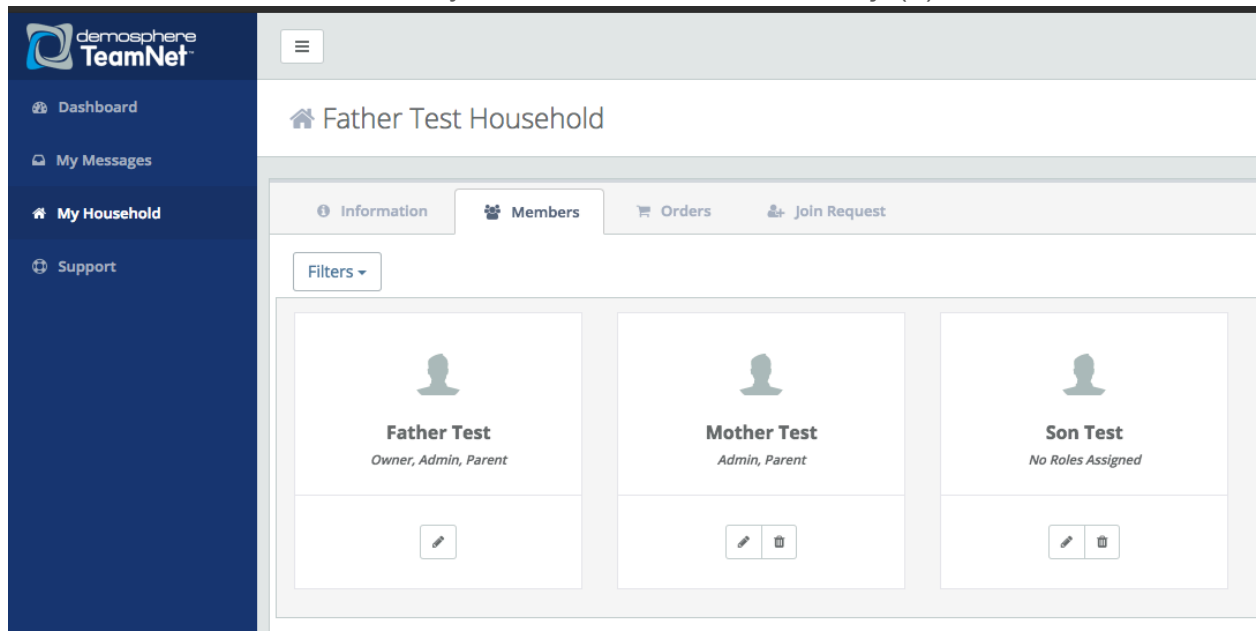 demosphere
TeamNet
Dashboard
My Messages
My Household
Support
Father Test Household
Information Members Orders Join Request
Filters
Father Test Mother Test Son Test
Owner, Admin, Parent Admin, Parent No Roles Assigned